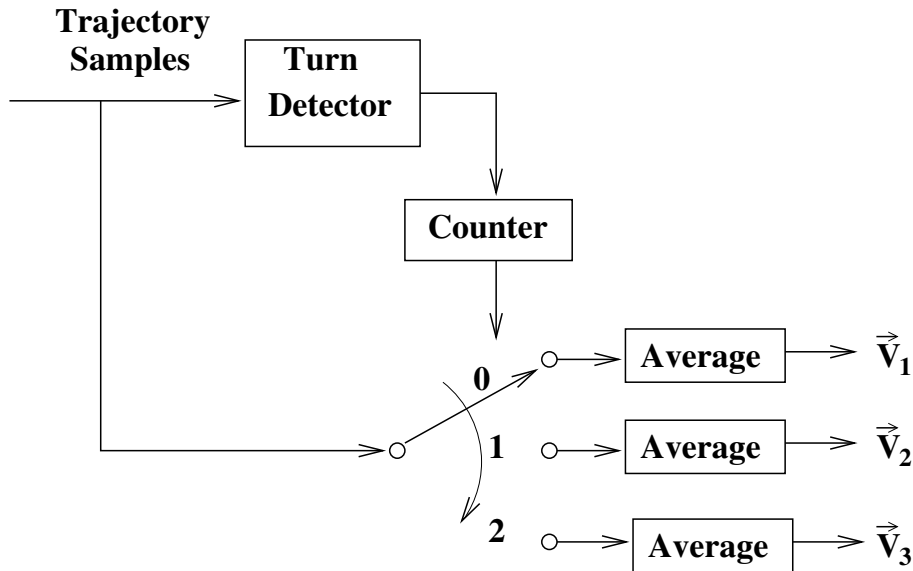 Trajectory
Samples
Turn
Detector
Counter
0
1
2
Average
V₁
Average
V₂
Average
V₃